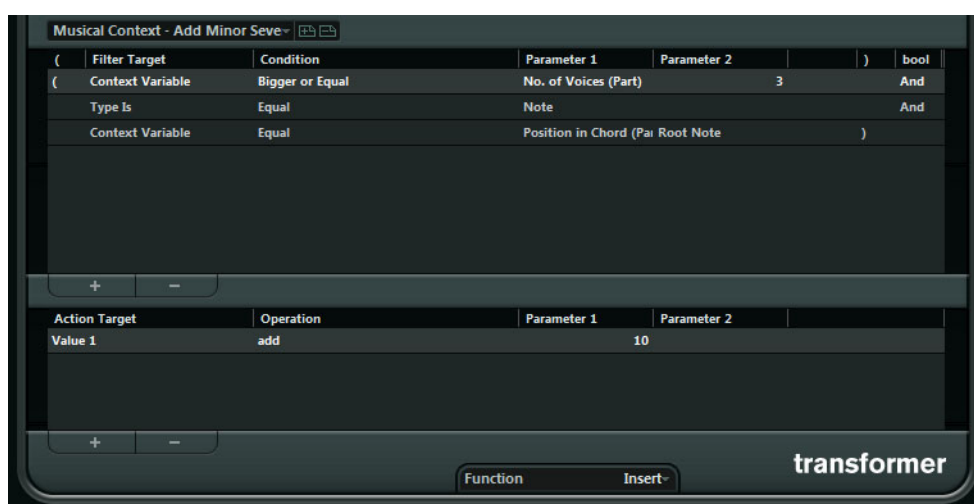 Musical Context - Add Minor Seve
( Filter Target Condition Parameter 1 Parameter 2 ) bool
( Context Variable Bigger or Equal No. of Voices (Part) 3 And
Type Is Equal Note And
Context Variable Equal Position in Chord (Pa Root Note )
+ −
Action Target Operation Parameter 1 Parameter 2
Value 1 add 10
+ −
transformer
Function Insert